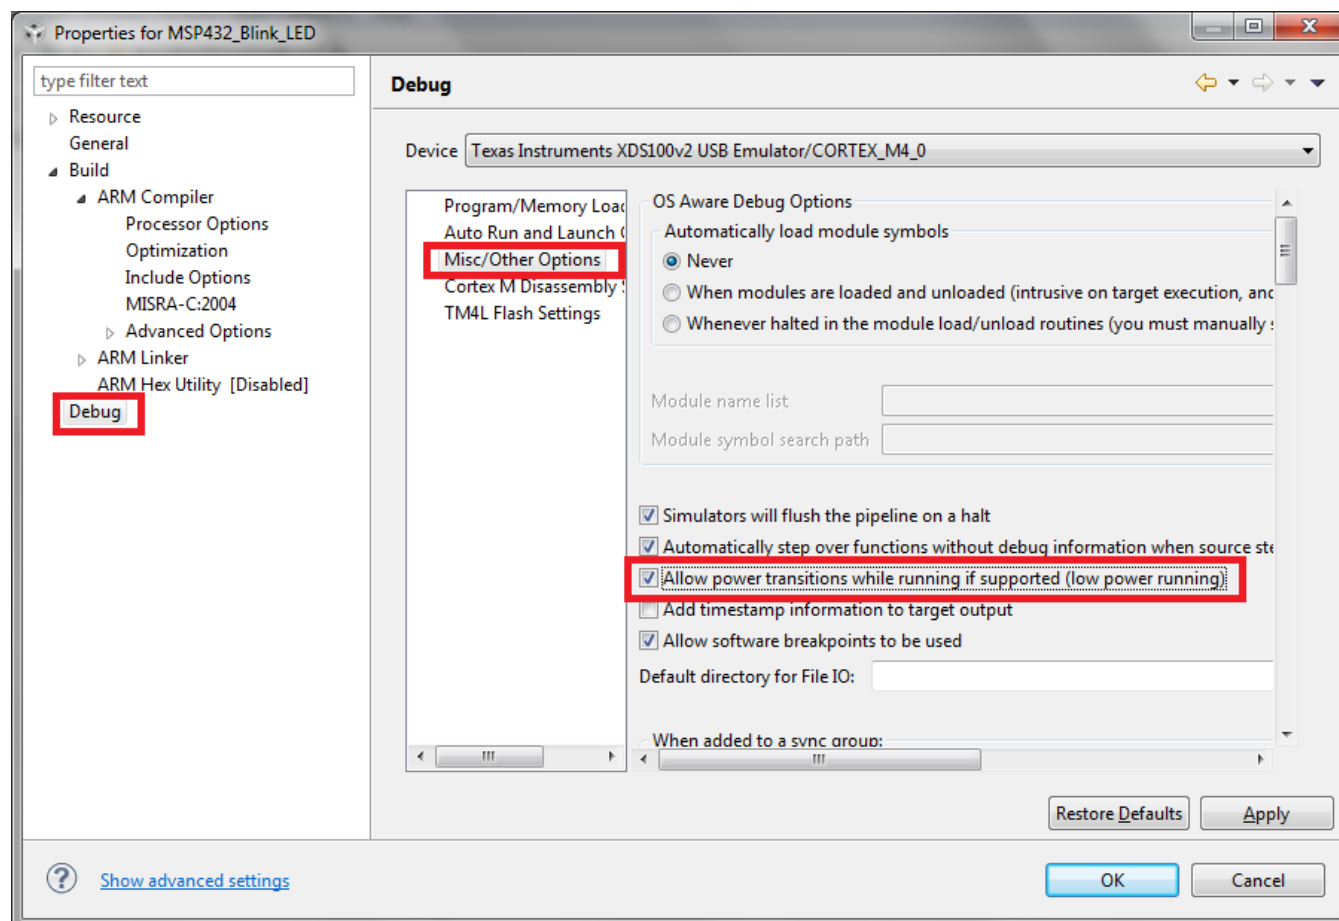 Properties for MSP432_Blink_LED
type filter text
Resource
General
Build
ARM Compiler
Processor Options
Optimization
Include Options
MISRA-C:2004
Advanced Options
ARM Linker
ARM Hex Utility [Disabled]
Debug
Debug
Device Texas Instruments XDS100v2 USB Emulator/CORTEX_M4_0
Program/Memory Load
Auto Run and Launch
Misc/Other Options
Cortex M Disassembly
TM4L Flash Settings
OS Aware Debug Options
Automatically load module symbols
Never
When modules are loaded and unloaded (intrusive on target execution, and
Whenever halted in the module load/unload routines (you must manually
Module name list
Module symbol search path
Simulators will flush the pipeline on a halt
Automatically step over functions without debug information when source ste
Allow power transitions while running if supported (low power running)
Add timestamp information to target output
Allow software breakpoints to be used
Default directory for File IO:
When added to a sync group:
Restore Defaults Apply
? Show advanced settings OK Cancel